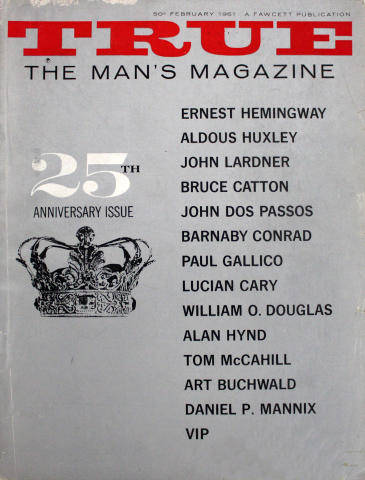 50¢ FEBRUARY 1961 A FAWCETT PUBLICATION
TRUE
THE MAN'S MAGAZINE
25TH
ANNIVERSARY ISSUE
ERNEST HEMINGWAY
ALDOUS HUXLEY
JOHN LARDNER
BRUCE CATTON
JOHN DOS PASSOS
BARNABY CONRAD
PAUL GALLICO
LUCIAN CARY
WILLIAM O. DOUGLAS
ALAN HYND
TOM McCAHILL
ART BUCHWALD
DANIEL P. MANNIX
VIP